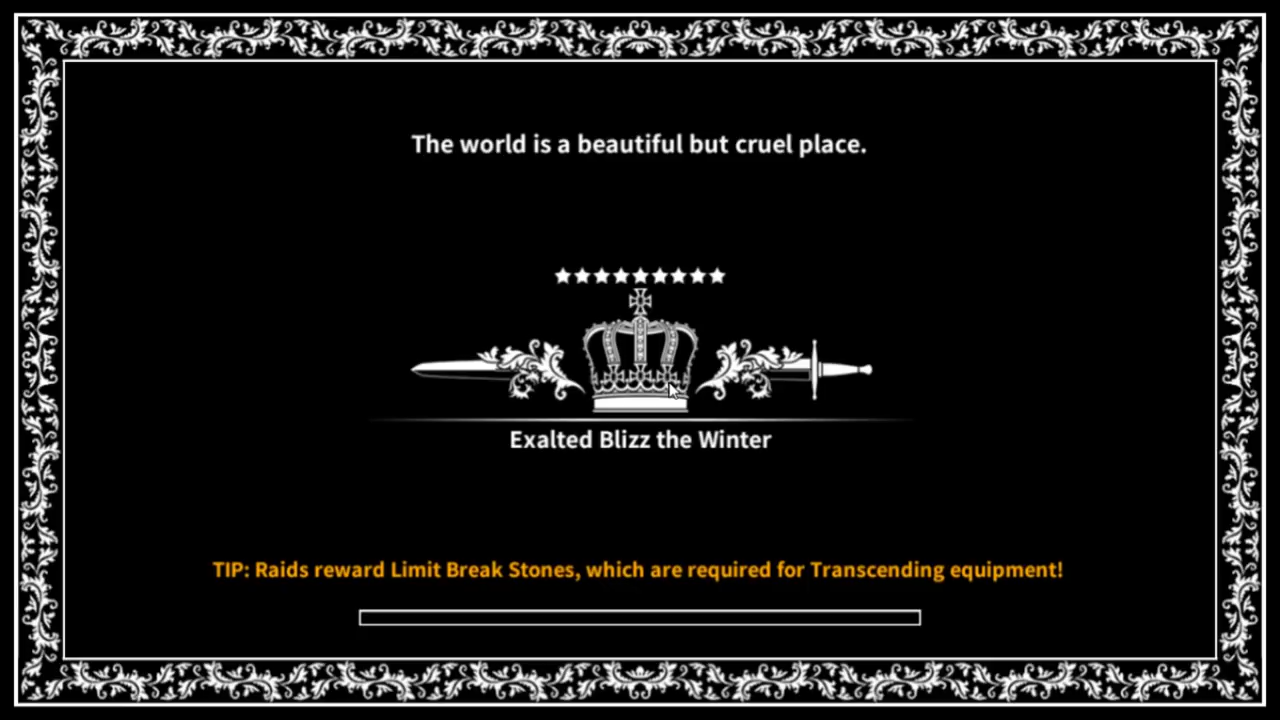 The world is a beautiful but cruel place.
Exalted Blizz the Winter
TIP: Raids reward Limit Break Stones, which are required for Transcending equipment!